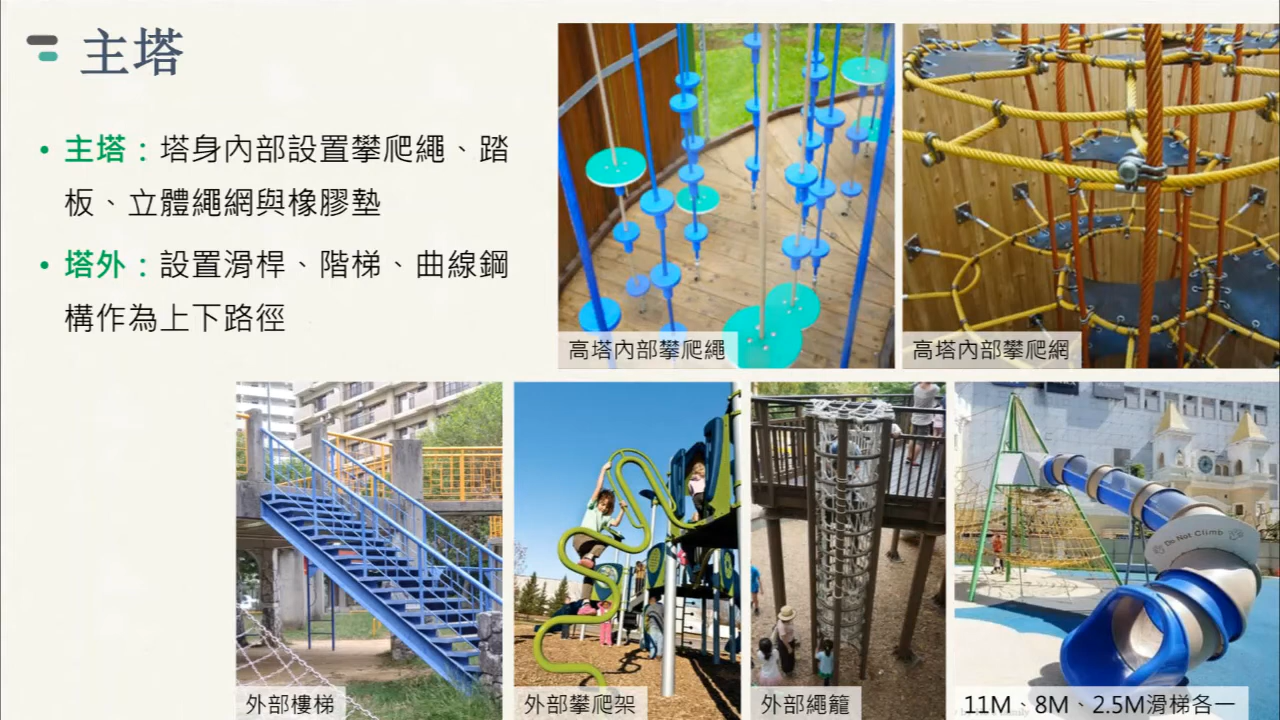 主塔
• 主塔：塔身內部設置攀爬繩、踏
板、立體繩網與橡膠墊
• 塔外：設置滑桿、階梯、曲線鋼
構作為上下路徑
高塔內部攀爬繩
高塔內部攀爬網
Do Not Climb
外部樓梯
外部攀爬架
外部繩籠
11M、8M、2.5M滑梯各一